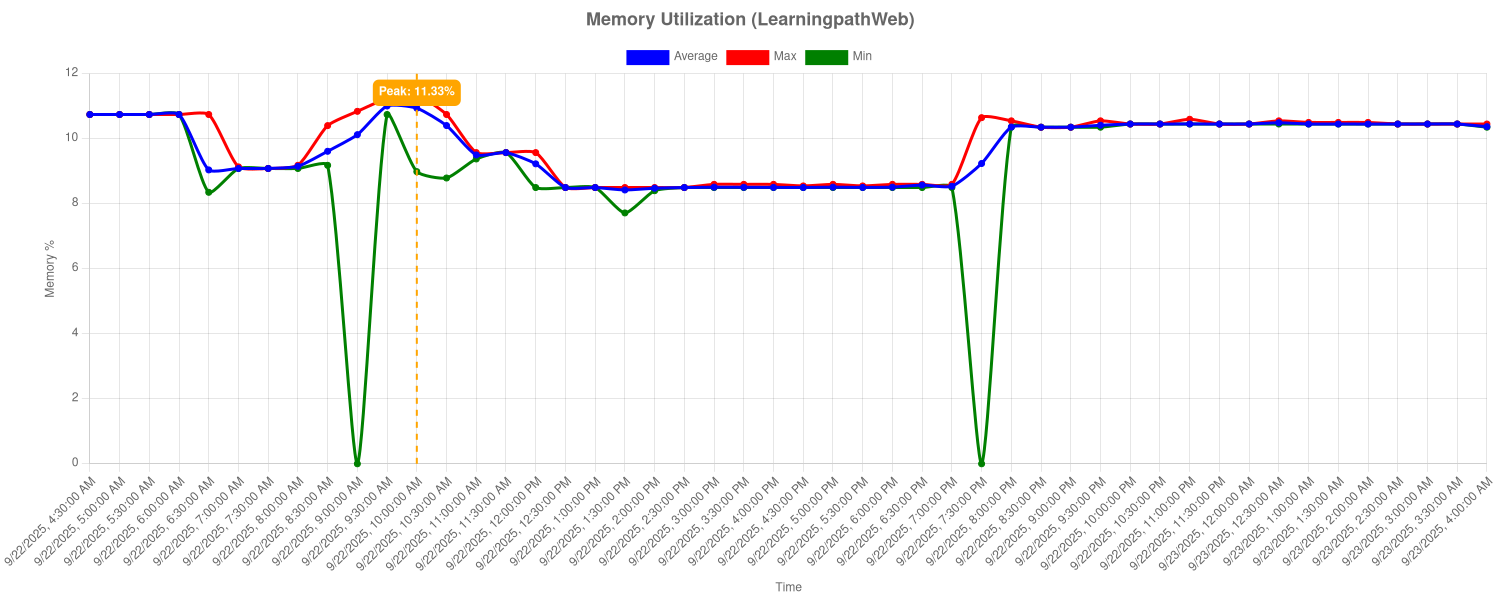 Memory Utilization (LearningpathWeb)
Average Max Min
Peak: 11.33%
12
10
8
6
4
2
0
Memory %
9/22/2025, 4:30:00 AM
9/22/2025, 5:00:00 AM
9/22/2025, 5:30:00 AM
9/22/2025, 6:00:00 AM
9/22/2025, 6:30:00 AM
9/22/2025, 7:00:00 AM
9/22/2025, 7:30:00 AM
9/22/2025, 8:00:00 AM
9/22/2025, 8:30:00 AM
9/22/2025, 9:00:00 AM
9/22/2025, 9:30:00 AM
9/22/2025, 10:00:00 AM
9/22/2025, 10:30:00 AM
9/22/2025, 11:00:00 AM
9/22/2025, 11:30:00 AM
9/22/2025, 12:00:00 PM
9/22/2025, 12:30:00 PM
9/22/2025, 1:00:00 PM
9/22/2025, 1:30:00 PM
9/22/2025, 2:00:00 PM
9/22/2025, 2:30:00 PM
9/22/2025, 3:00:00 PM
9/22/2025, 3:30:00 PM
9/22/2025, 4:00:00 PM
9/22/2025, 4:30:00 PM
9/22/2025, 5:00:00 PM
9/22/2025, 5:30:00 PM
9/22/2025, 6:00:00 PM
9/22/2025, 6:30:00 PM
9/22/2025, 7:00:00 PM
9/22/2025, 7:30:00 PM
9/22/2025, 8:00:00 PM
9/22/2025, 8:30:00 PM
9/22/2025, 9:00:00 PM
9/22/2025, 9:30:00 PM
9/22/2025, 10:00:00 PM
9/22/2025, 10:30:00 PM
9/22/2025, 11:00:00 PM
9/22/2025, 11:30:00 PM
9/23/2025, 12:00:00 AM
9/23/2025, 12:30:00 AM
9/23/2025, 1:00:00 AM
9/23/2025, 1:30:00 AM
9/23/2025, 2:00:00 AM
9/23/2025, 2:30:00 AM
9/23/2025, 3:00:00 AM
9/23/2025, 3:30:00 AM
9/23/2025, 4:00:00 AM
Time